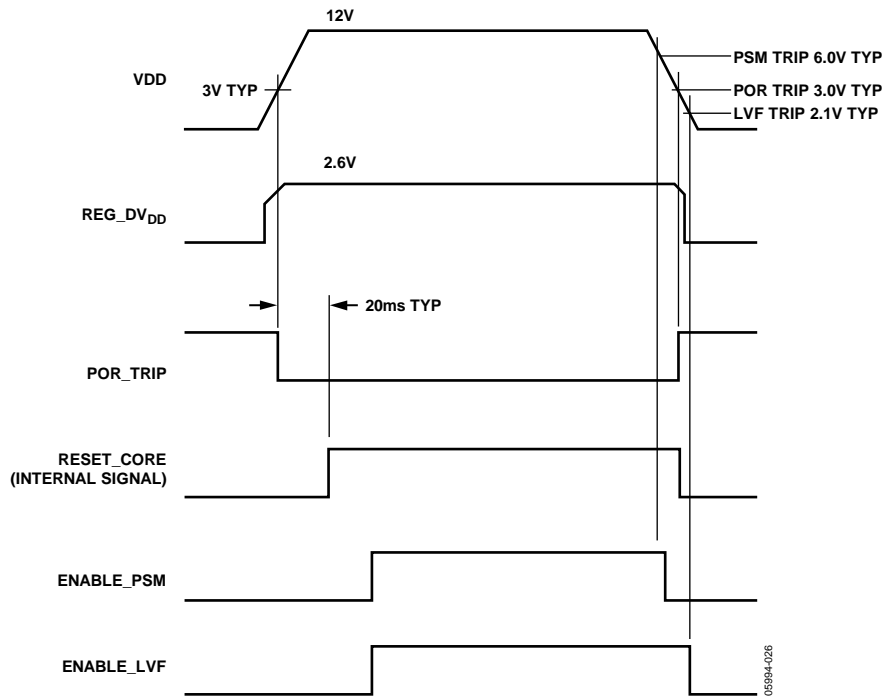 12V
VDD
3V TYP
PSM TRIP 6.0V TYP
POR TRIP 3.0V TYP
LVF TRIP 2.1V TYP
2.6V
REG_DVDD
20ms TYP
POR_TRIP
RESET_CORE
(INTERNAL SIGNAL)
ENABLE_PSM
ENABLE_LVF
05994-026